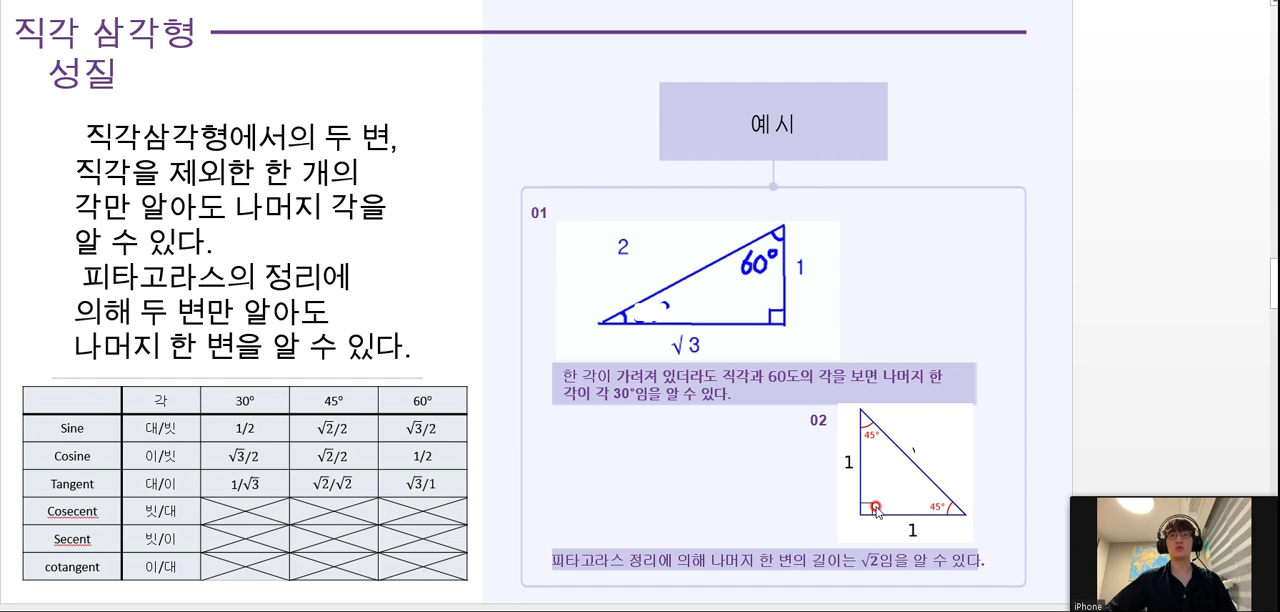 직각 삼각형
성질
직각삼각형에서의 두 변,
직각을 제외한 한 개의
각만 알아도 나머지 각을
알 수 있다.
피타고라스의 정리에
의해 두 변만 알아도
나머지 한 변을 알 수 있다.
각 30° 45° 60°
Sine 대/빗 1/2 √2/2 √3/2
Cosine 이/빗 √3/2 √2/2 1/2
Tangent 대/이 1/√3 √2/√2 √3/1
Cosecent 빗/대
Secent 빗/이
cotangent 이/대
예시
01
2
60°
1
√3
한 각이 가려져 있더라도 직각과 60도의 각을 보면 나머지 한
각이 각 30°임을 알 수 있다.
02
45°
1
45°
1
피타고라스 정리에 의해 나머지 한 변의 길이는 √2임을 알 수 있다.
iPhone